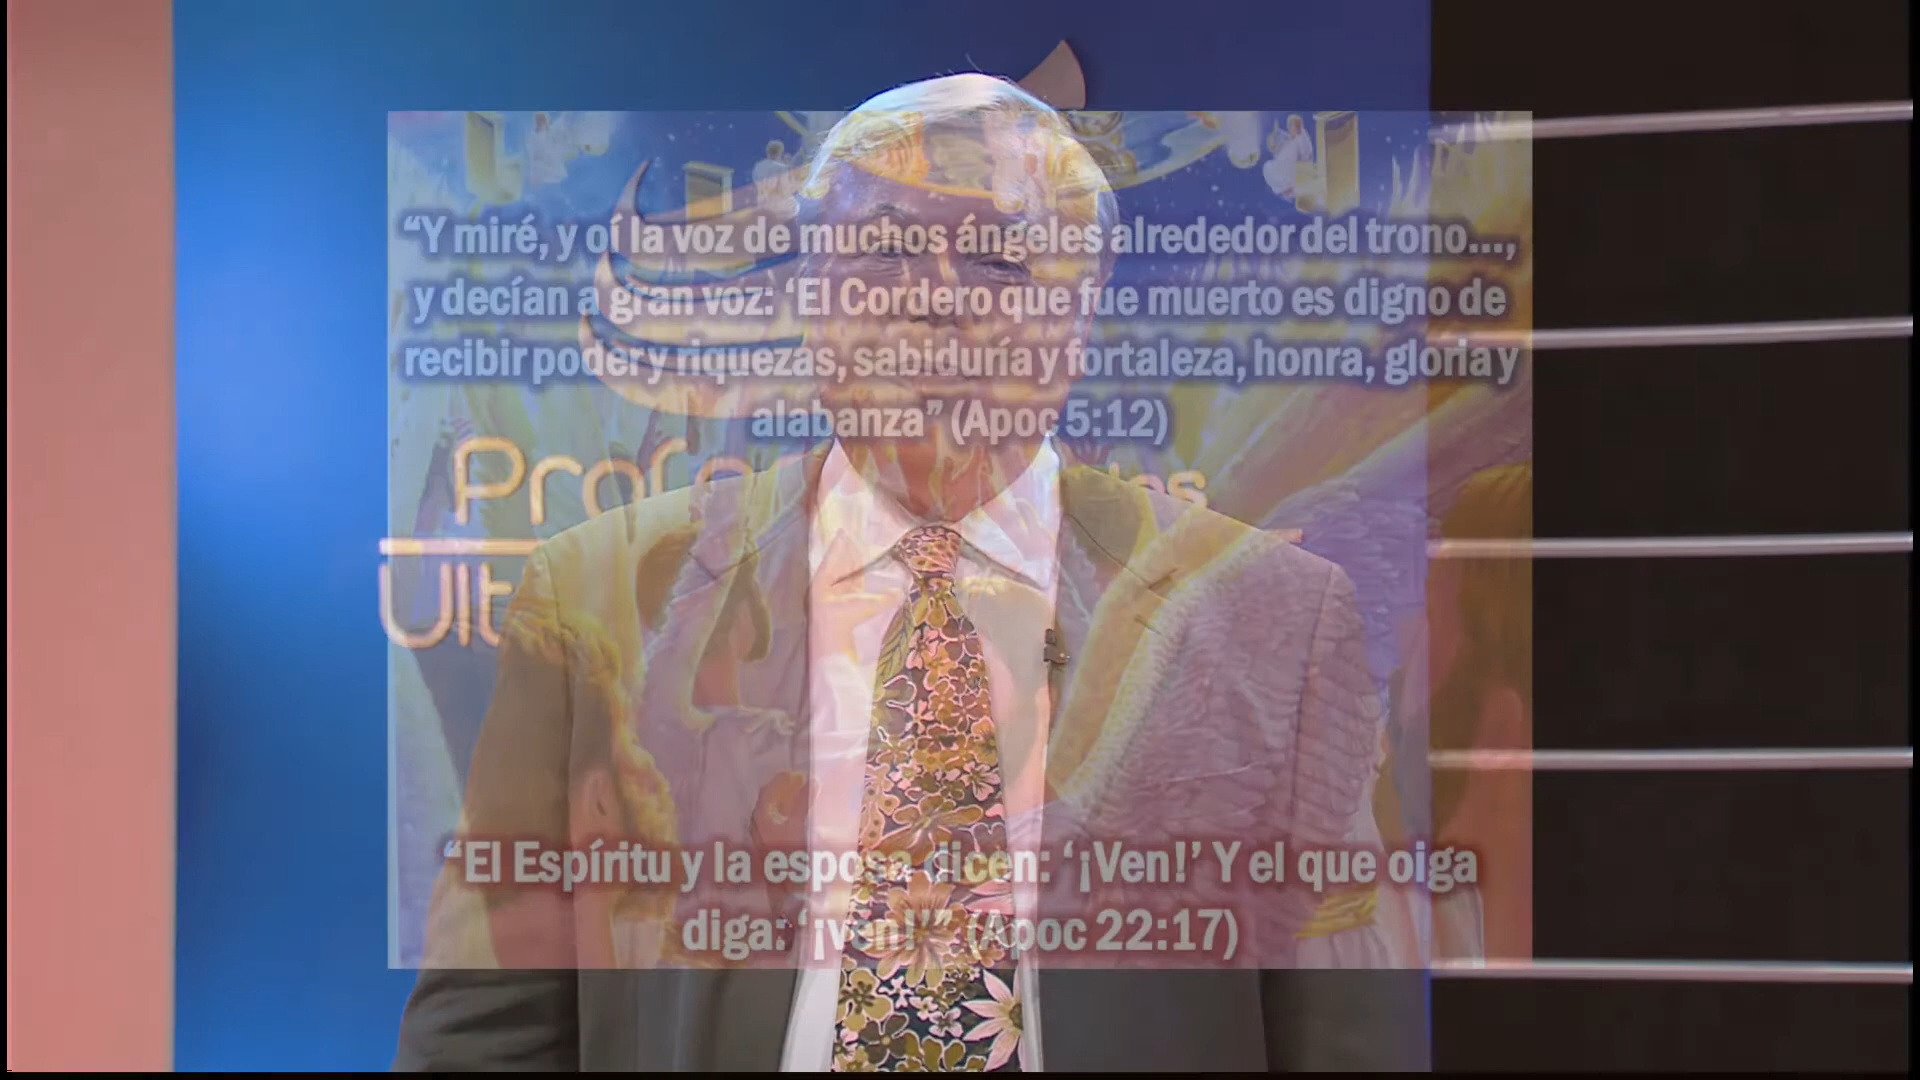 “Y miré, y oí la voz de muchos ángeles alrededor del trono...,
y decían a gran voz: ‘El Cordero que fue muerto es digno de
recibir poder y riquezas, sabiduría y fortaleza, honra, gloria y
alabanza” (Apoc 5:12)
“El Espíritu y la esposa dicen: ‘¡Ven!’ Y el que oiga
diga: ‘¡ven!’” (Apoc 22:17)